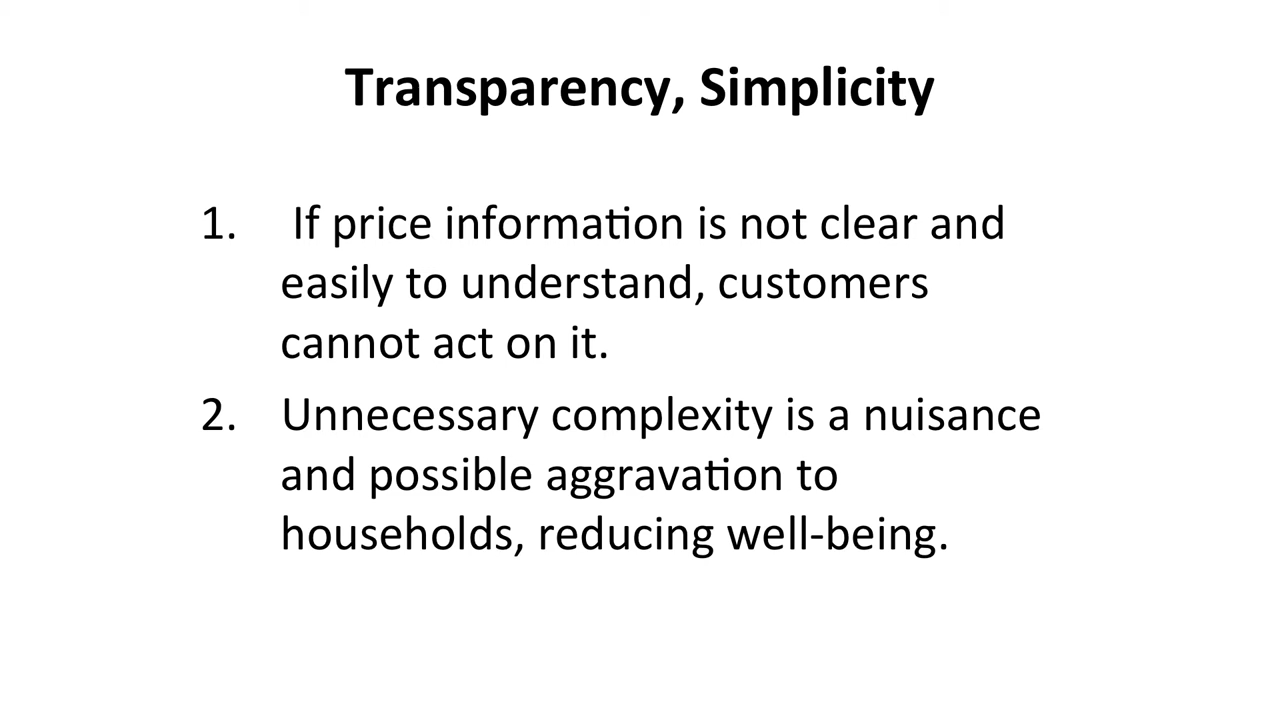 Transparency, Simplicity
1. If price information is not clear and
easily to understand, customers
cannot act on it.
2. Unnecessary complexity is a nuisance
and possible aggravation to
households, reducing well-being.